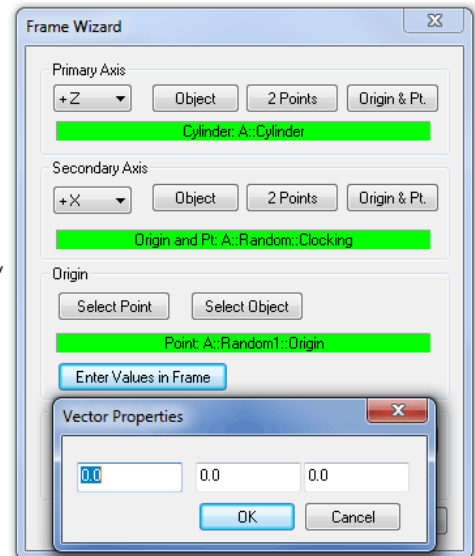 Frame Wizard
Primary Axis
+Z Object 2 Points Origin & Pt.
Cylinder: A::Cylinder
Secondary Axis
+X Object 2 Points Origin & Pt.
Origin and Pt: A::Random::Clocking
Origin
Select Point Select Object
Point: A::Random1::Origin
Enter Values in Frame
Vector Properties
0.0 0.0 0.0
OK Cancel